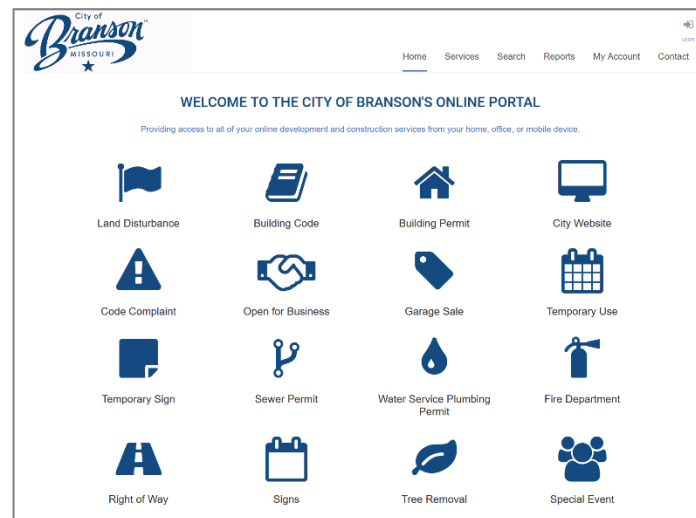 City of
Branson
MISSOURI
LOGIN
Home Services Search Reports My Account Contact
WELCOME TO THE CITY OF BRANSON'S ONLINE PORTAL
Providing access to all of your online development and construction services from your home, office, or mobile device.
Land Disturbance Building Code Building Permit City Website
Code Complaint Open for Business Garage Sale Temporary Use
Temporary Sign Sewer Permit Water Service Plumbing Fire Department
Permit
Right of Way Signs Tree Removal Special Event